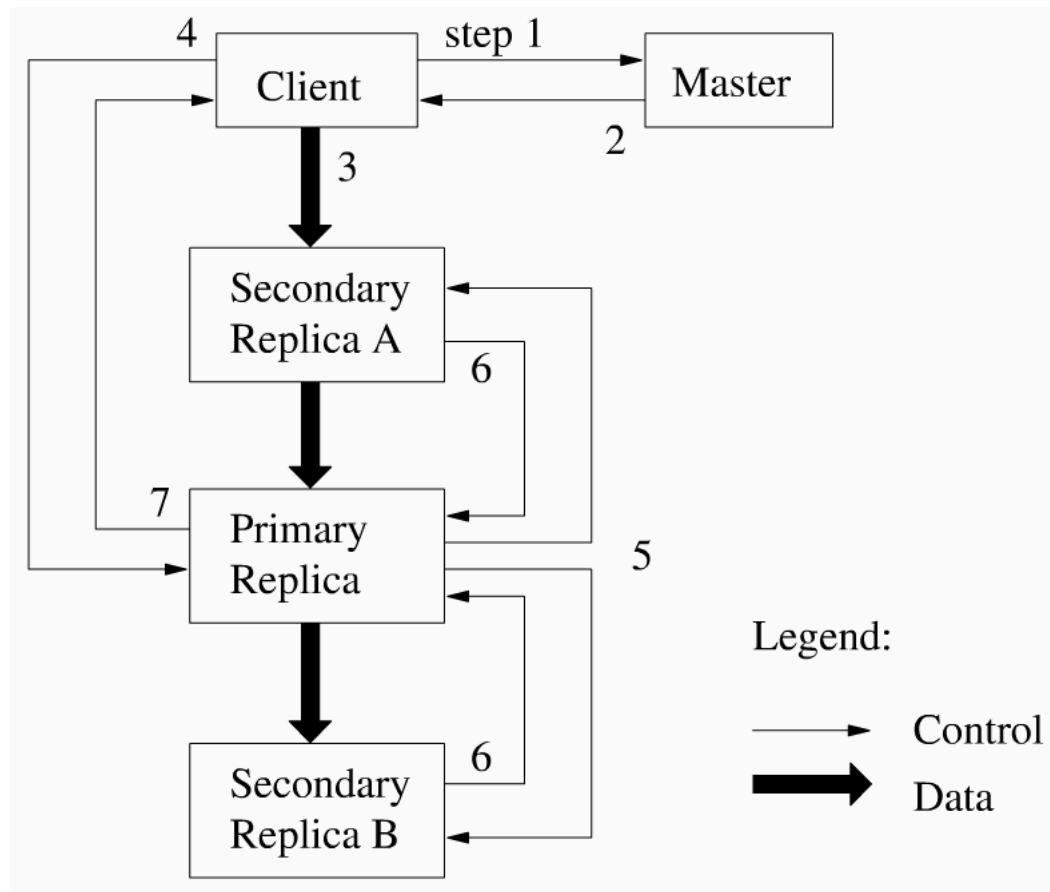 4
step 1
Client
Master
2
3
Secondary
Replica A
6
7
Primary
Replica
5
Legend:
6
Control
Secondary
Replica B
Data